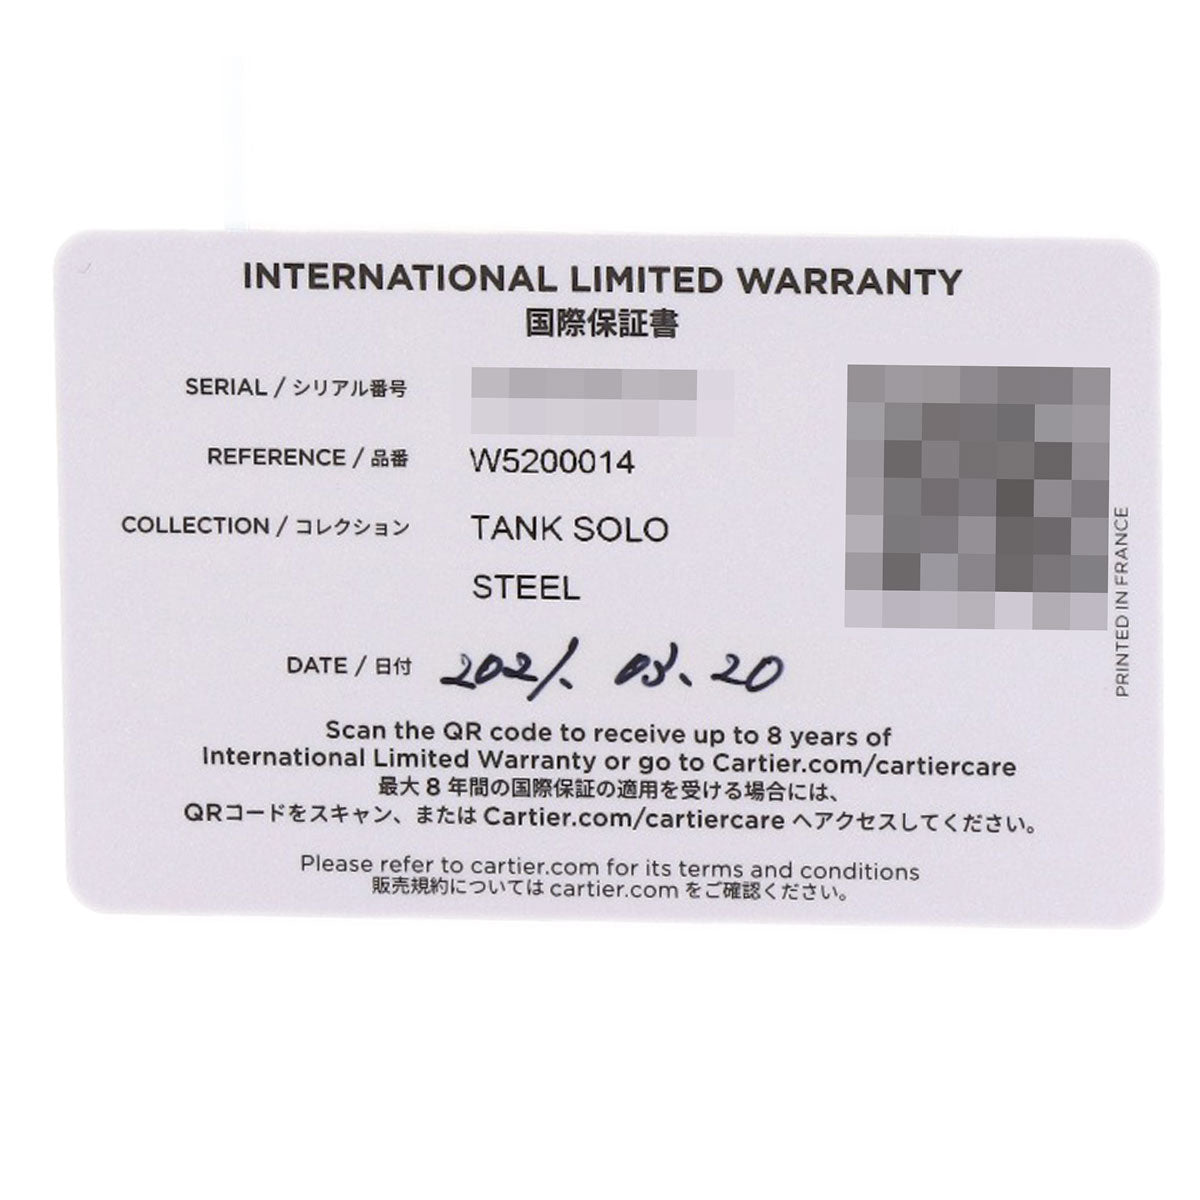 INTERNATIONAL LIMITED WARRANTY
国際保証書
SERIAL / シリアル番号
REFERENCE / 品番 W5200014
COLLECTION / コレクション TANK SOLO
STEEL
DATE / 日付 2021. 03. 20
Scan the QR code to receive up to 8 years of
International Limited Warranty or go to Cartier.com/cartiercare
最大 8 年間の国際保証の適用を受ける場合には、
QRコードをスキャン、または Cartier.com/cartiercare へアクセスしてください。
Please refer to cartier.com for its terms and conditions
販売規約については cartier.com をご確認ください。
PRINTED IN FRANCE